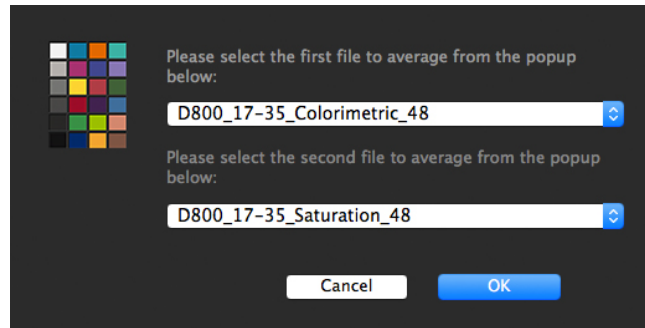 Please select the first file to average from the popup
below:
D800_17-35_Colorimetric_48
Please select the second file to average from the popup
below:
D800_17-35_Saturation_48
Cancel
OK